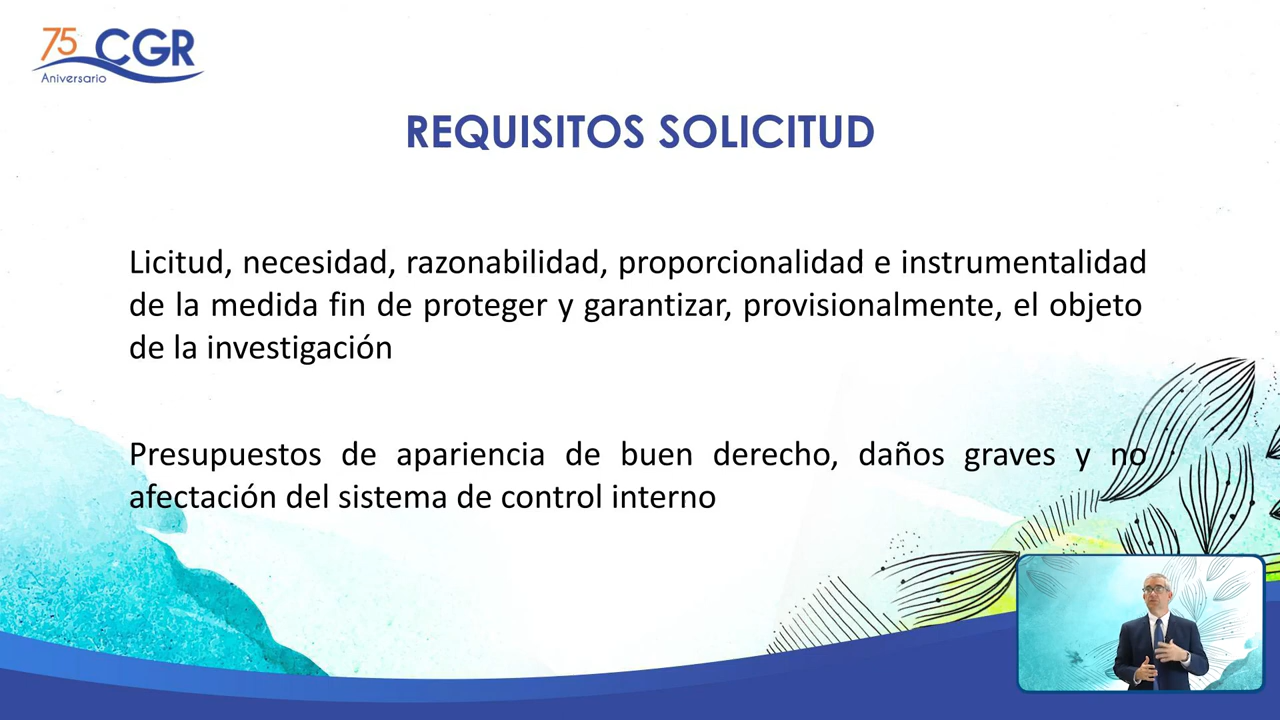 75 CGR
Aniversario
REQUISITOS SOLICITUD
Licitud, necesidad, razonabilidad, proporcionalidad e instrumentalidad
de la medida fin de proteger y garantizar, provisionalmente, el objeto
de la investigación
Presupuestos de apariencia de buen derecho, daños graves y no
afectación del sistema de control interno